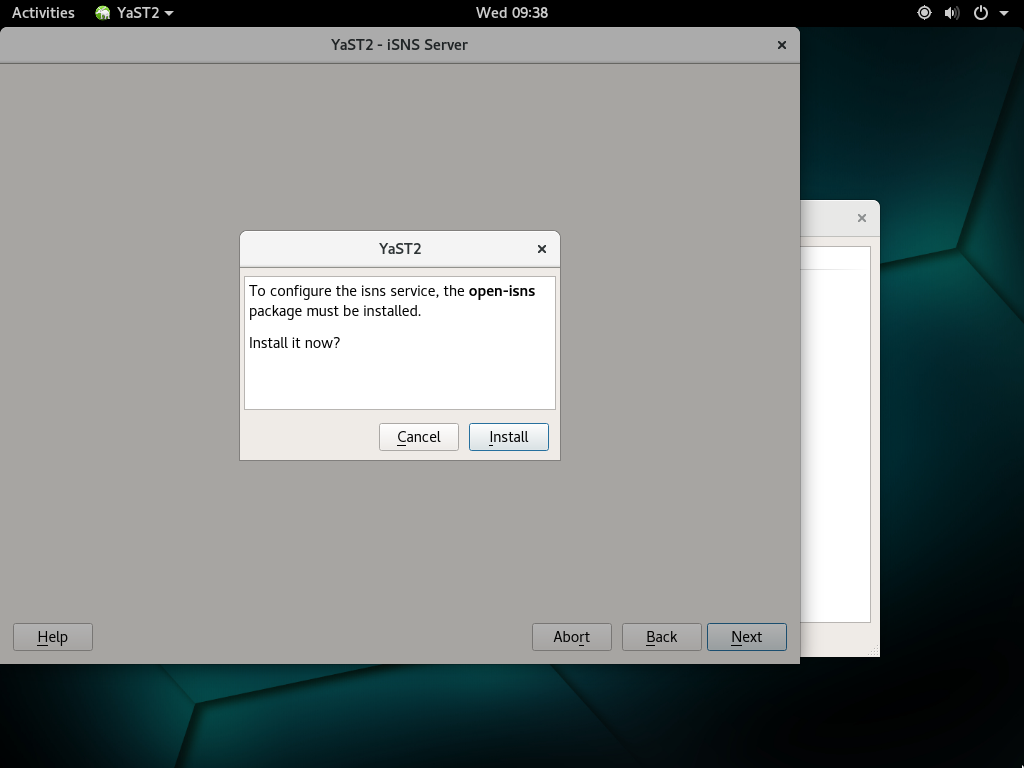 Activities YaST2 Wed 09:38
YaST2 - iSNS Server
YaST2
To configure the isns service, the open-isns
package must be installed.
Install it now?
Cancel Install
Help Abort Back Next